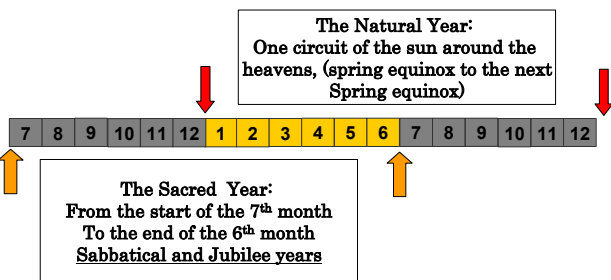 The Natural Year:
One circuit of the sun around the
heavens, (spring equinox to the next
Spring equinox)
7 8 9 10 11 12 1 2 3 4 5 6 7 8 9 10 11 12
The Sacred Year:
From the start of the 7th month
To the end of the 6th month
Sabbatical and Jubilee years